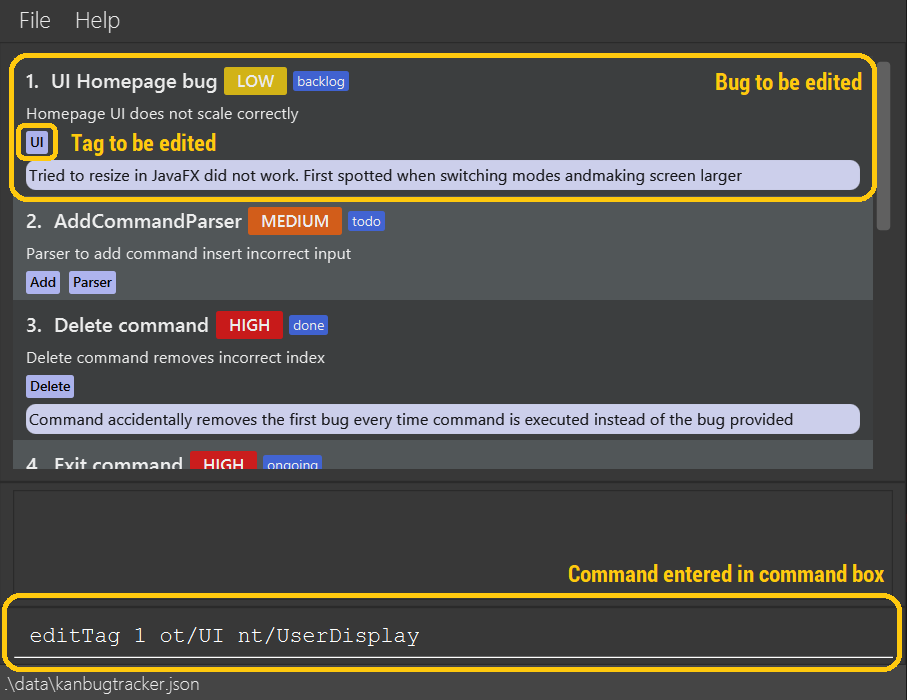 File Help
1. UI Homepage bug LOW backlog Bug to be edited
Homepage UI does not scale correctly
UI Tag to be edited
Tried to resize in JavaFX did not work. First spotted when switching modes andmaking screen larger
2. AddCommandParser MEDIUM todo
Parser to add command insert incorrect input
Add Parser
3. Delete command HIGH done
Delete command removes incorrect index
Delete
Command accidentally removes the first bug every time command is executed instead of the bug provided
4. Exit command HIGH ongoing
Command entered in command box
editTag 1 ot/UI nt/UserDisplay
.\data\kanbugtracker.json